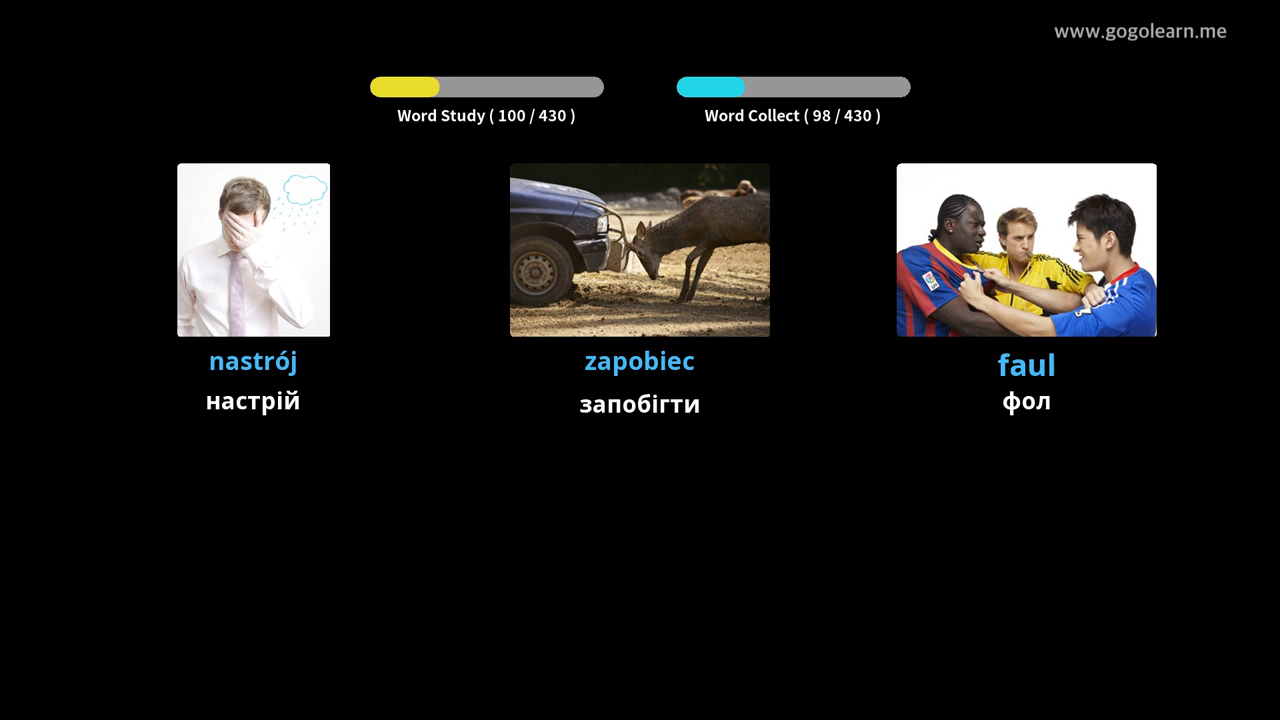 www.gogolearn.me
Word Study ( 100 / 430 )
Word Collect ( 98 / 430 )
nastrój
настрій
zapobiec
запобігти
faul
фол